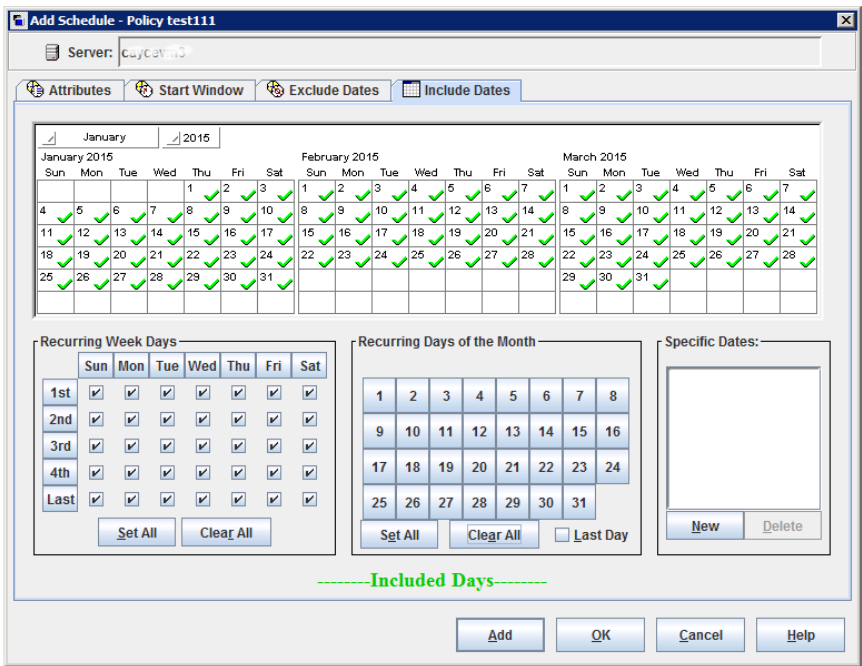 Add Schedule - Policy test111
Server:
Attributes Start Window Exclude Dates Include Dates
January 2015
January 2015 February 2015 March 2015
Sun Mon Tue Wed Thu Fri Sat Sun Mon Tue Wed Thu Fri Sat Sun Mon Tue Wed Thu Fri Sat
1 2 3 1 2 3 4 5 6 7 1 2 3 4 5 6 7
4 5 6 7 8 9 10 8 9 10 11 12 13 14 8 9 10 11 12 13 14
11 12 13 14 15 16 17 15 16 17 18 19 20 21 15 16 17 18 19 20 21
18 19 20 21 22 23 24 22 23 24 25 26 27 28 22 23 24 25 26 27 28
25 26 27 28 29 30 31 29 30 31
Recurring Week Days Recurring Days of the Month Specific Dates:
Sun Mon Tue Wed Thu Fri Sat
1st
2nd
3rd
4th
Last
Set All Clear All
1 2 3 4 5 6 7 8
9 10 11 12 13 14 15 16
17 18 19 20 21 22 23 24
25 26 27 28 29 30 31
Set All Clear All Last Day
New Delete
--------Included Days--------
Add OK Cancel Help